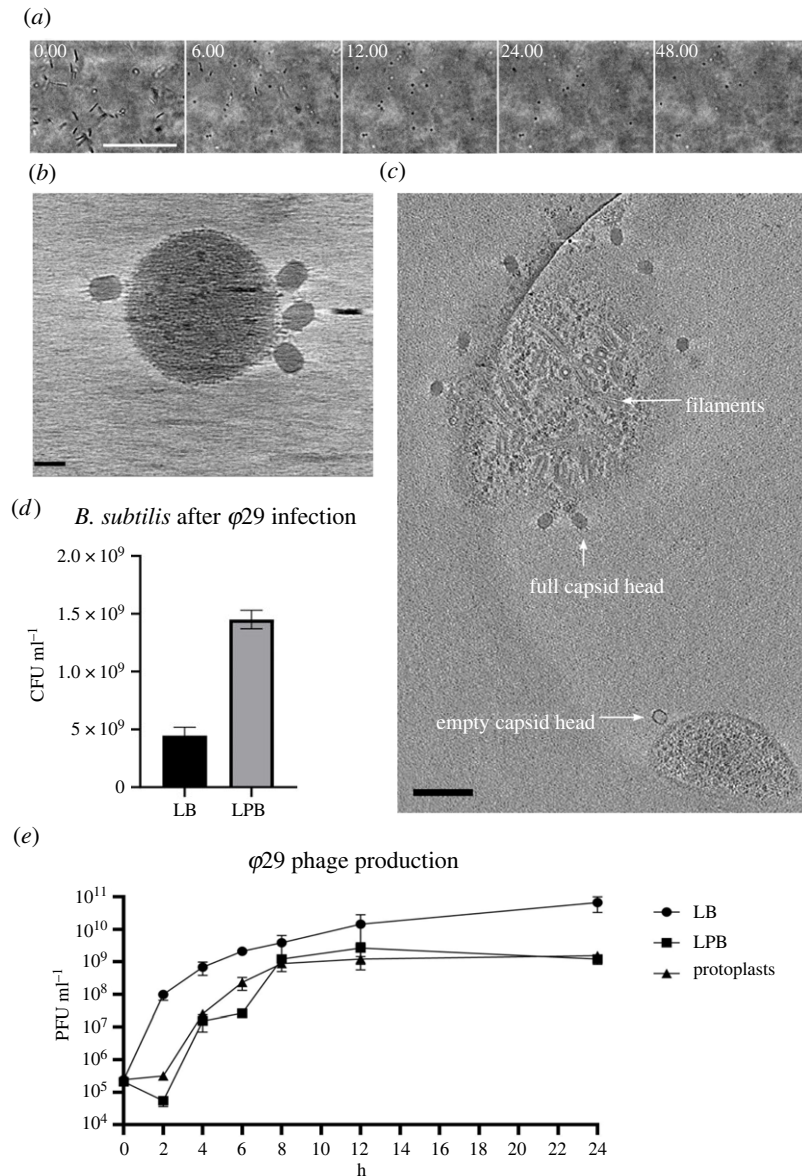 (a)
0.00 6.00 12.00 24.00 48.00
(b)
(c)
filaments
full capsid head
empty capsid head
(d)
B. subtilis after φ29 infection
2.0 × 10⁹
1.5 × 10⁹
1.0 × 10⁹
5 × 10⁹
0
CFU ml⁻¹
LB LPB
(e)
φ29 phage production
10¹¹
10¹⁰
10⁹
10⁸
10⁷
10⁶
10⁵
10⁴
PFU ml⁻¹
0 2 4 6 8 10 12 14 16 18 20 22 24
h
LB
LPB
protoplasts